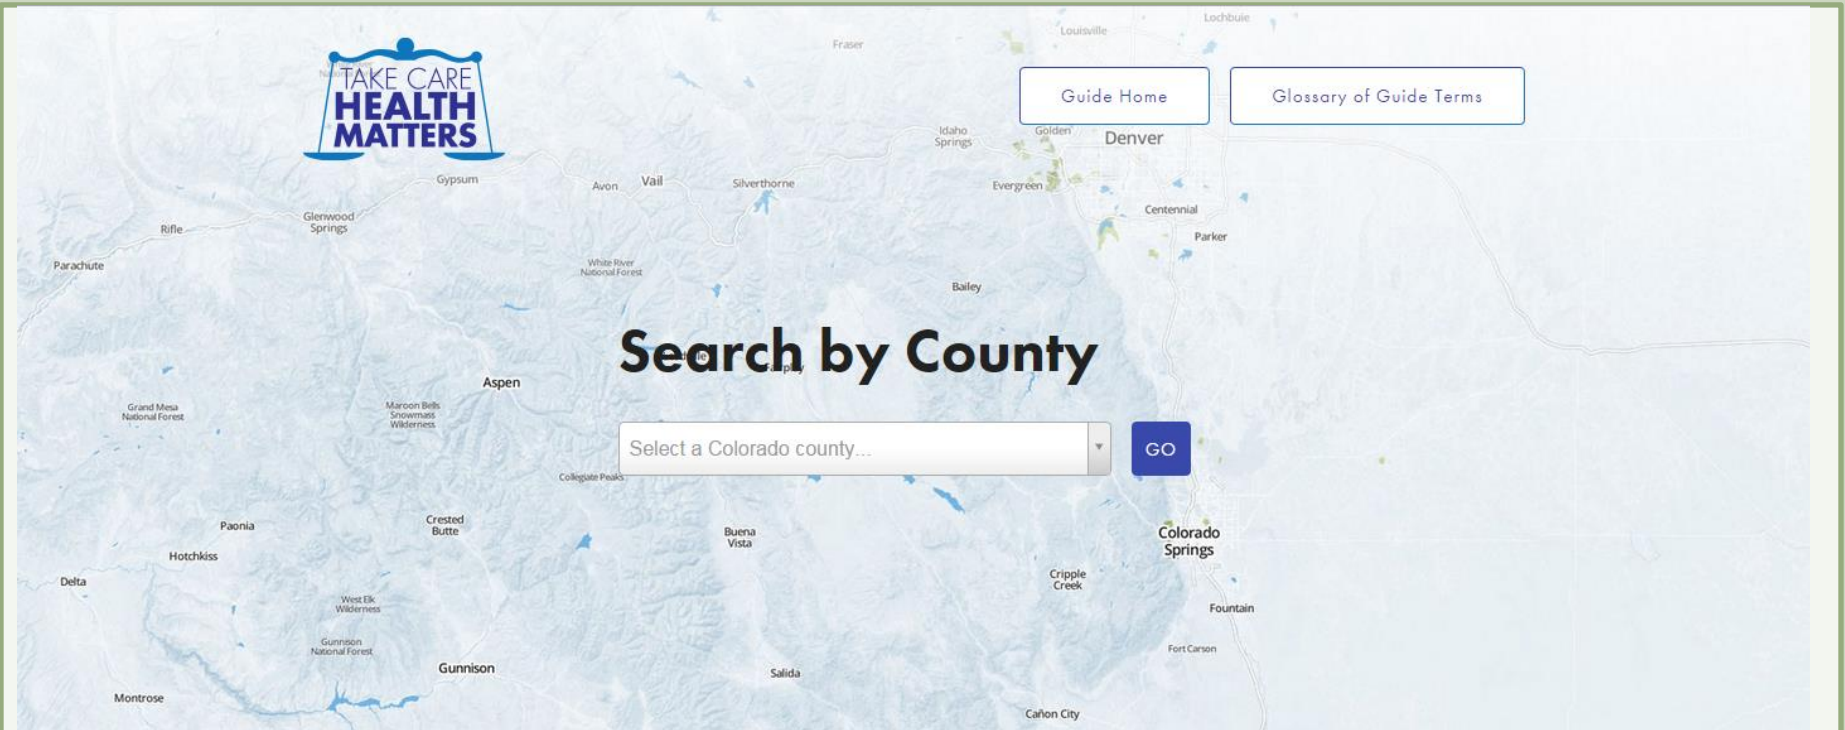 Lochbuie
Louisville
Fraser
TAKE CARE
HEALTH
MATTERS
Guide Home
Glossary of Guide Terms
Idaho
Springs
Golden
Denver
Gypsum
Avon
Vail
Silverthorne
Evergreen
Centennial
Glenwood
Springs
Rifle
Parker
Parachute
White River
National Forest
Bailey
Search by County
Aspen
Grand Mesa
National Forest
Maroon Bells
Snowmass
Wilderness
Select a Colorado county...
GO
Collegiate Peaks
Paonia
Crested
Butte
Buena
Vista
Colorado
Springs
Hotchkiss
Delta
Cripple
Creek
West Elk
Wilderness
Fountain
Gunnison
National Forest
Fort Carson
Gunnison
Salida
Montrose
Cañon City